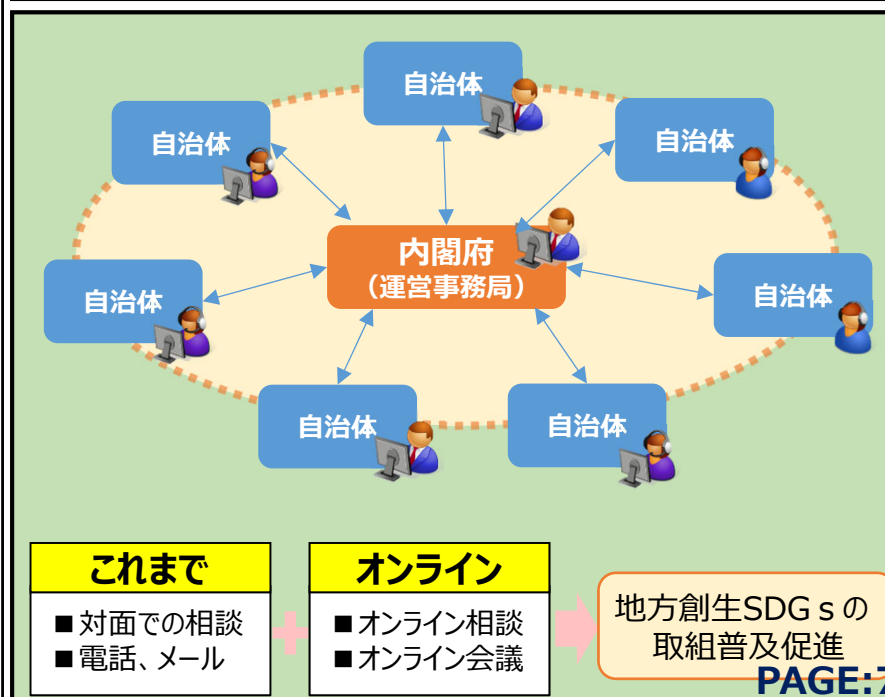 自治体
自治体
自治体
内閣府
（運営事務局）
自治体
自治体
自治体
自治体
これまで
■対面での相談
■電話、メール
オンライン
■オンライン相談
■オンライン会議
地方創生SDGｓの
取組普及促進
PAGE:7